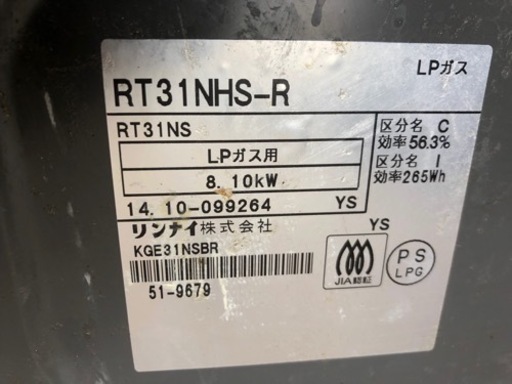 LPガス
RT31NHS-R
RT31NS
LPガス用
8.10kW
14.10-099264 YS
区分名 C
効率56.3%
区分名 I
効率265Wh
リンナイ株式会社
KGE31NSBR
51-9679
YS
JIA認証
PS
LPG